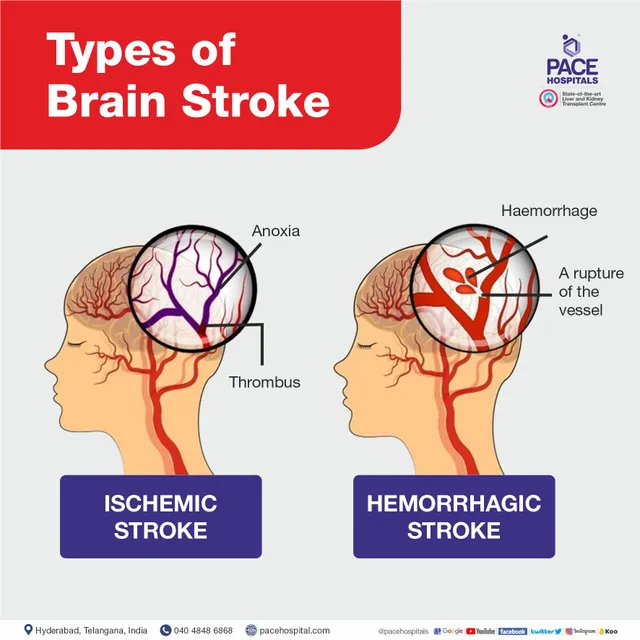 Types of
Brain Stroke
PACE
HOSPITALS
State-of-the-art
Liver and Kidney
Transplant Centre
Anoxia
Thrombus
Haemorrhage
A rupture
of the
vessel
ISCHEMIC
STROKE
HEMORRHAGIC
STROKE
Hyderabad, Telangana, India 040 4848 6868 pacehospital.com @pacehospitals Google YouTube facebook twitter Instagram Koo